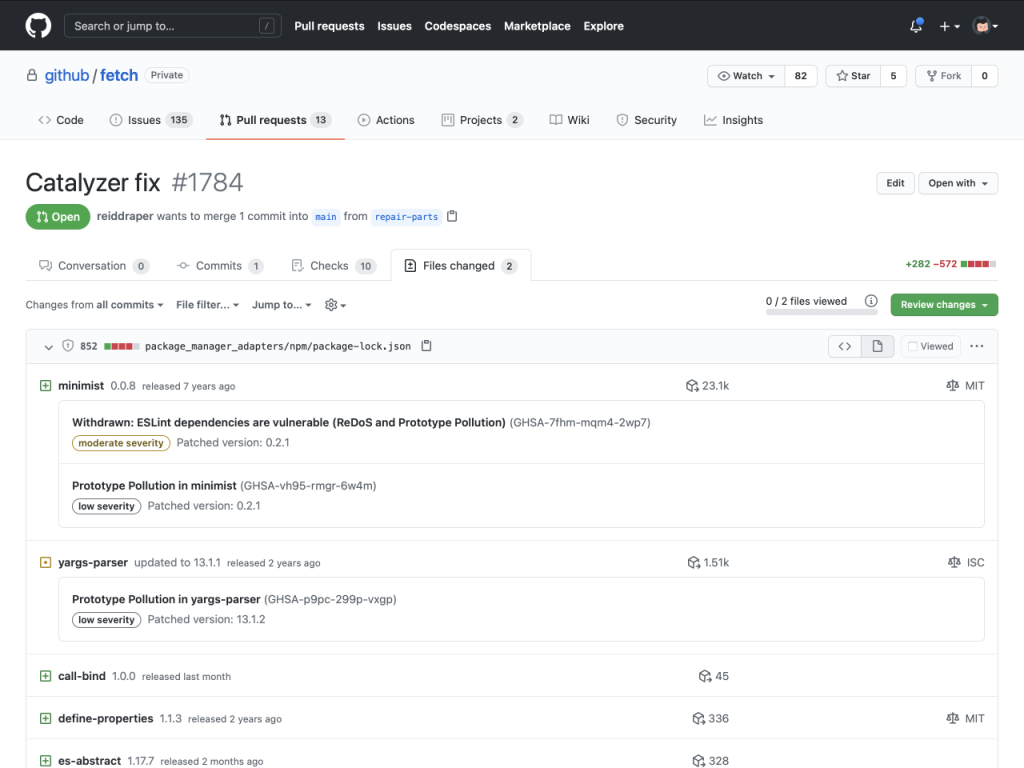 Search or jump to... /
Pull requests Issues Codespaces Marketplace Explore
github / fetch Private
Watch 82 Star 5 Fork 0
Code Issues 135 Pull requests 13 Actions Projects 2 Wiki Security Insights
Catalyzer fix #1784
Edit Open with
Open reiddraper wants to merge 1 commit into main from repair-parts
Conversation 0 Commits 1 Checks 10 Files changed 2
+282 −572
Changes from all commits File filter... Jump to...
0 / 2 files viewed Review changes
852 package_manager_adapters/npm/package-lock.json Viewed
minimist 0.0.8 released 7 years ago 23.1k MIT
Withdrawn: ESLint dependencies are vulnerable (ReDoS and Prototype Pollution) (GHSA-7fhm-mqm4-2wp7)
moderate severity Patched version: 0.2.1
Prototype Pollution in minimist (GHSA-vh95-rmgr-6w4m)
low severity Patched version: 0.2.1
yargs-parser updated to 13.1.1 released 2 years ago 1.51k ISC
Prototype Pollution in yargs-parser (GHSA-p9pc-299p-vxgp)
low severity Patched version: 13.1.2
call-bind 1.0.0 released last month 45
define-properties 1.1.3 released 2 years ago 336 MIT
es-abstract 1.17.7 released 2 months ago 328